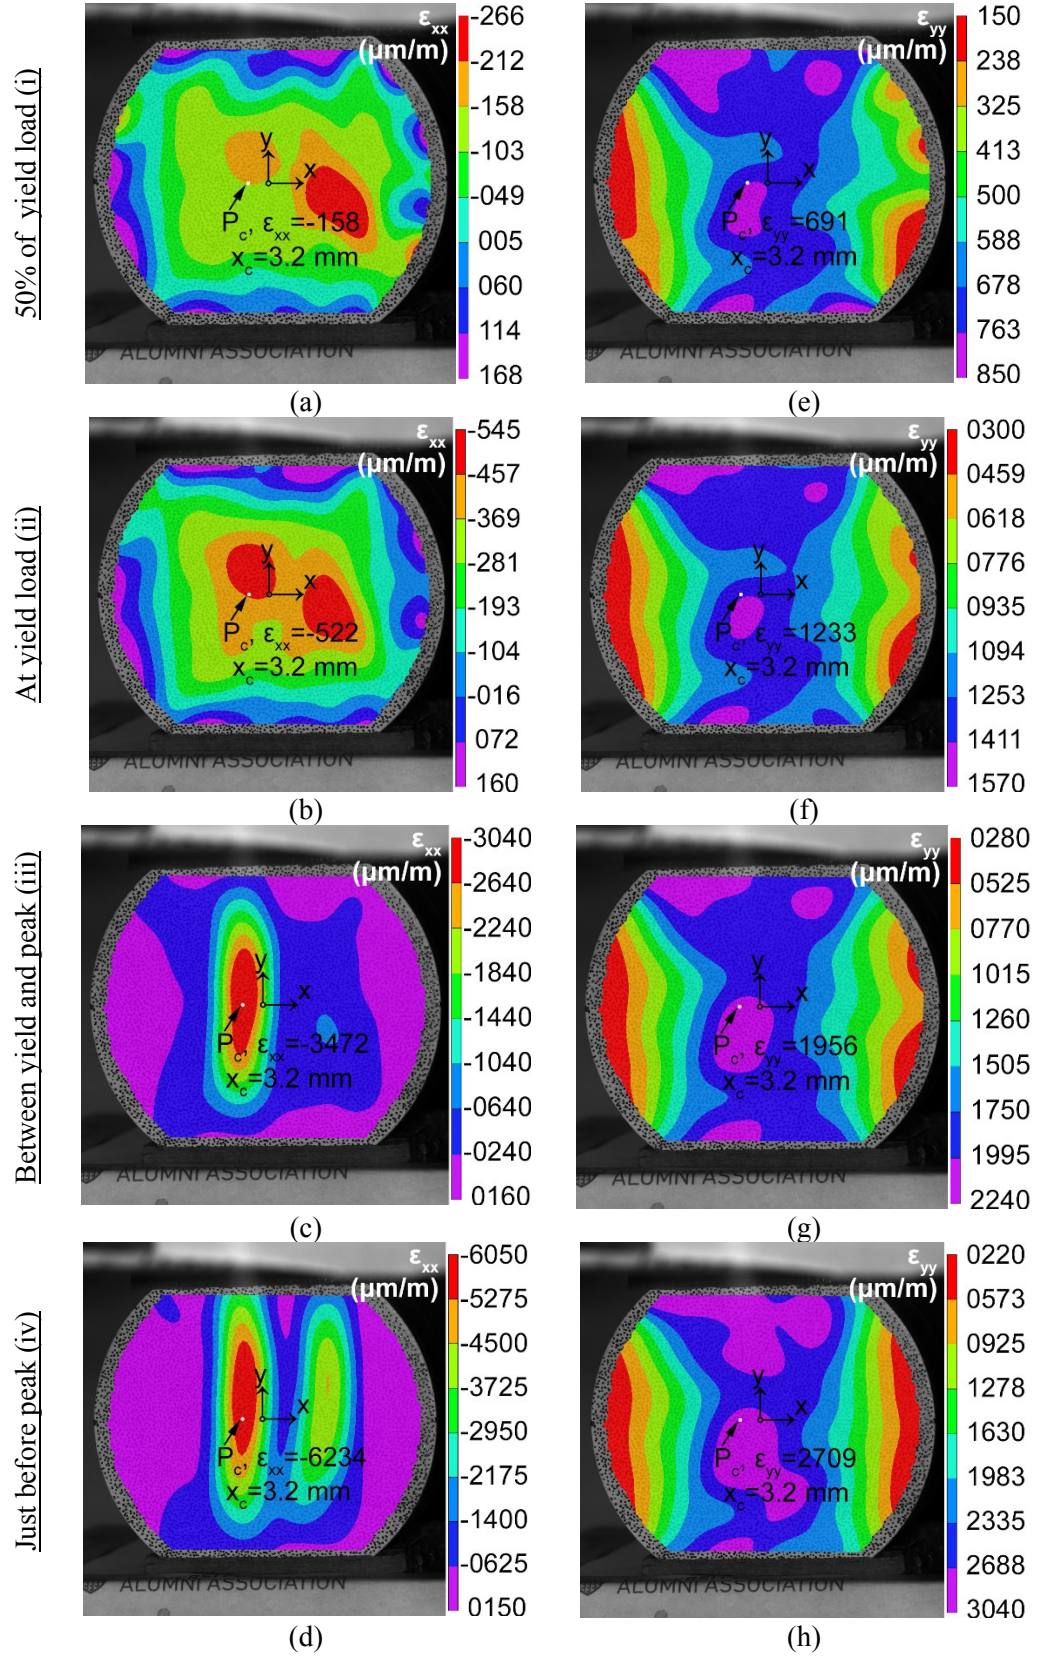 50% of yield load (i)
εxx
(µm/m)
-266
-212
-158
-103
-049
005
060
114
168
y
x
Pc, εxx=-158
xc=3.2 mm
ALUMNI ASSOCIATION
(a)
εyy
(µm/m)
150
238
325
413
500
588
678
763
850
y
x
Pc, εyy=691
xc=3.2 mm
ALUMNI ASSOCIATION
(e)
At yield load (ii)
εxx
(µm/m)
-545
-457
-369
-281
-193
-104
-016
072
160
y
x
Pc, εxx=-522
xc=3.2 mm
ALUMNI ASSOCIATION
(b)
εyy
(µm/m)
0300
0459
0618
0776
0935
1094
1253
1411
1570
y
x
Pc, εyy=1233
xc=3.2 mm
ALUMNI ASSOCIATION
(f)
Between yield and peak (iii)
εxx
(µm/m)
-3040
-2640
-2240
-1840
-1440
-1040
-0640
-0240
0160
y
x
Pc, εxx=-3472
xc=3.2 mm
ALUMNI ASSOCIATION
(c)
εyy
(µm/m)
0280
0525
0770
1015
1260
1505
1750
1995
2240
y
x
Pc, εyy=1956
xc=3.2 mm
ALUMNI ASSOCIATION
(g)
Just before peak (iv)
εxx
(µm/m)
-6050
-5275
-4500
-3725
-2950
-2175
-1400
-0625
0150
y
x
Pc, εxx=-6234
xc=3.2 mm
ALUMNI ASSOCIATION
(d)
εyy
(µm/m)
0220
0573
0925
1278
1630
1983
2335
2688
3040
y
x
Pc, εyy=2709
xc=3.2 mm
ALUMNI ASSOCIATION
(h)